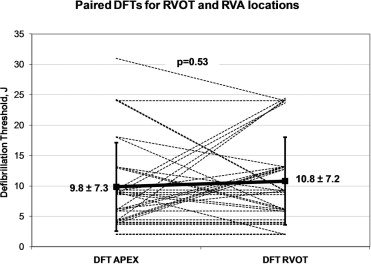 Paired DFTs for RVOT and RVA locations
Defibrillation Threshold, J
35
30
25
20
15
10
5
0
p=0.53
9.8 ± 7.3
10.8 ± 7.2
DFT APEX
DFT RVOT